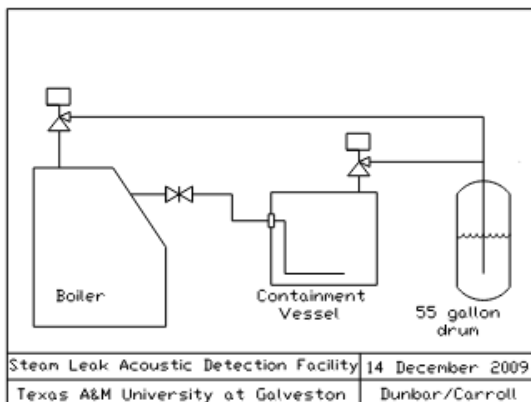 Boiler
Containment
Vessel
55 gallon
drum
Steam Leak Acoustic Detection Facility
14 December 2009
Texas A&M University at Galveston
Dunbar/Carroll